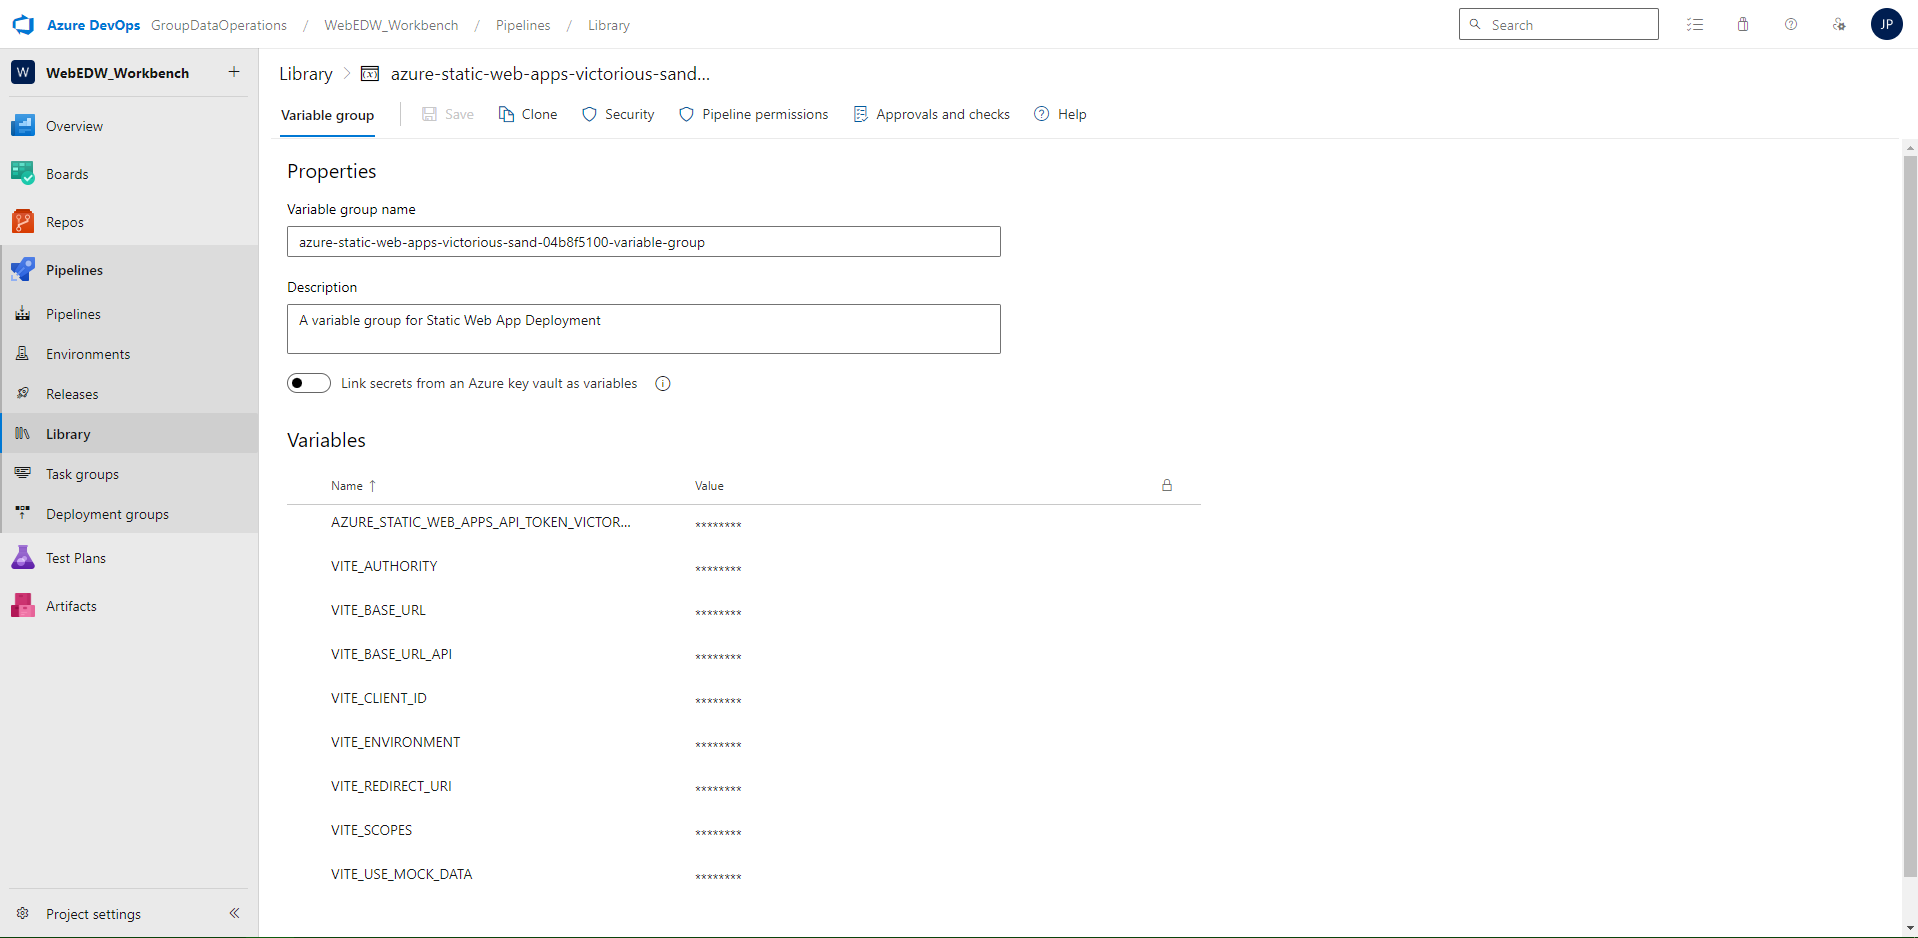 Azure DevOps GroupDataOperations / WebEDW_Workbench / Pipelines / Library Search JP
W WebEDW_Workbench +
Overview
Boards
Repos
Pipelines
Pipelines
Environments
Releases
Library
Task groups
Deployment groups
Test Plans
Artifacts
Project settings
Library > azure-static-web-apps-victorious-sand...
Variable group Save Clone Security Pipeline permissions Approvals and checks Help
Properties
Variable group name
azure-static-web-apps-victorious-sand-04b8f5100-variable-group
Description
A variable group for Static Web App Deployment
Link secrets from an Azure key vault as variables
Variables
Name ↑ Value
AZURE_STATIC_WEB_APPS_API_TOKEN_VICTOR... ********
VITE_AUTHORITY ********
VITE_BASE_URL ********
VITE_BASE_URL_API ********
VITE_CLIENT_ID ********
VITE_ENVIRONMENT ********
VITE_REDIRECT_URI ********
VITE_SCOPES ********
VITE_USE_MOCK_DATA ********